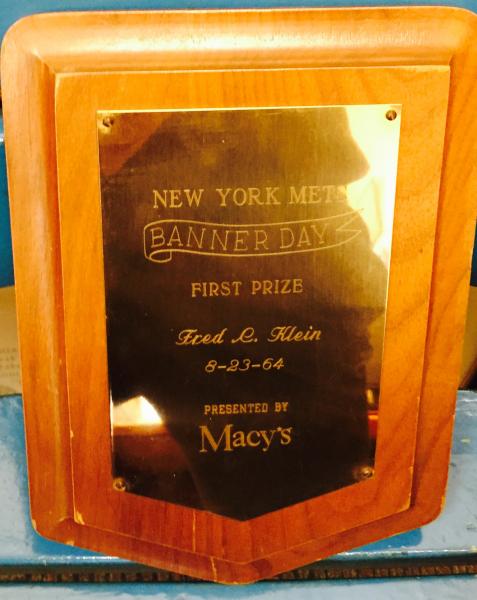 NEW YORK METS
BANNER DAY
FIRST PRIZE
Fred C. Klein
8-23-64
PRESENTED BY
Macy's